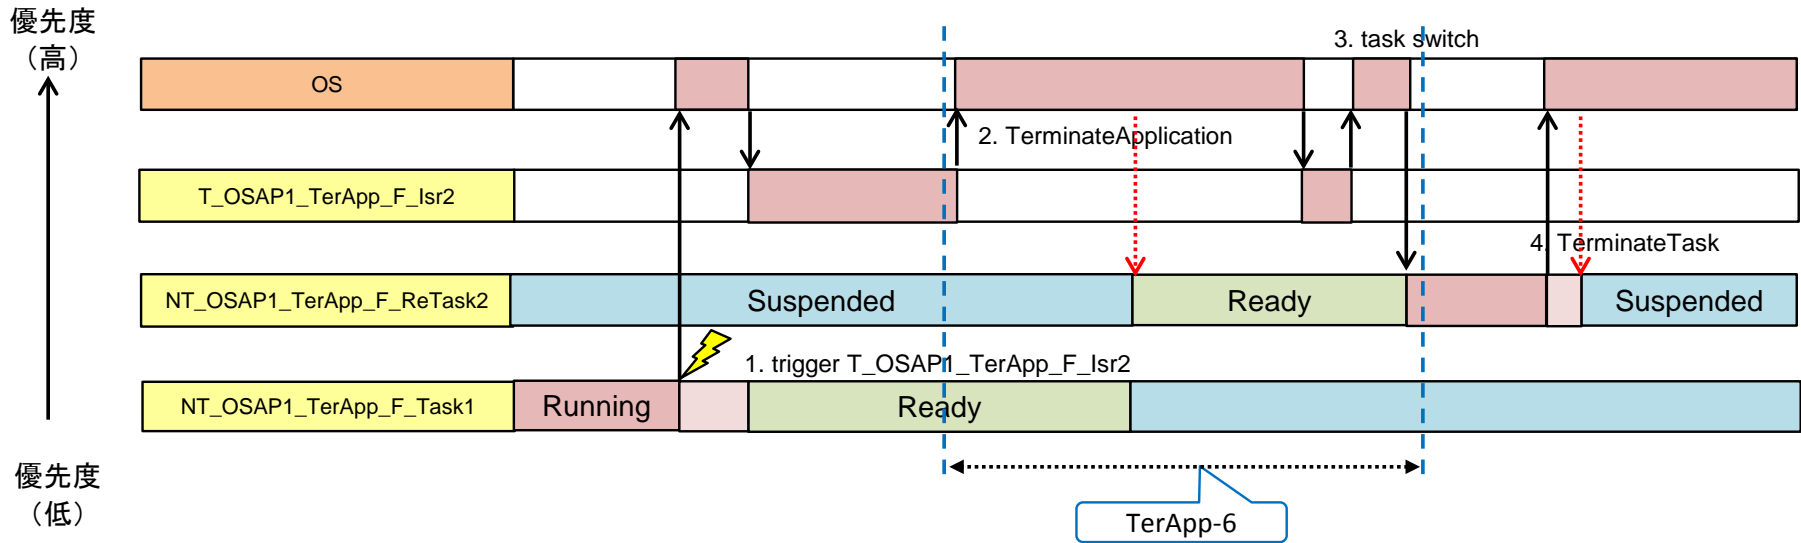 優先度
（高）
3. task switch
OS
2. TerminateApplication
T_OSAP1_TerApp_F_Isr2
4. TerminateTask
NT_OSAP1_TerApp_F_ReTask2
Suspended
Ready
Suspended
1. trigger T_OSAP1_TerApp_F_Isr2
NT_OSAP1_TerApp_F_Task1
Running
Ready
優先度
（低）
TerApp-6